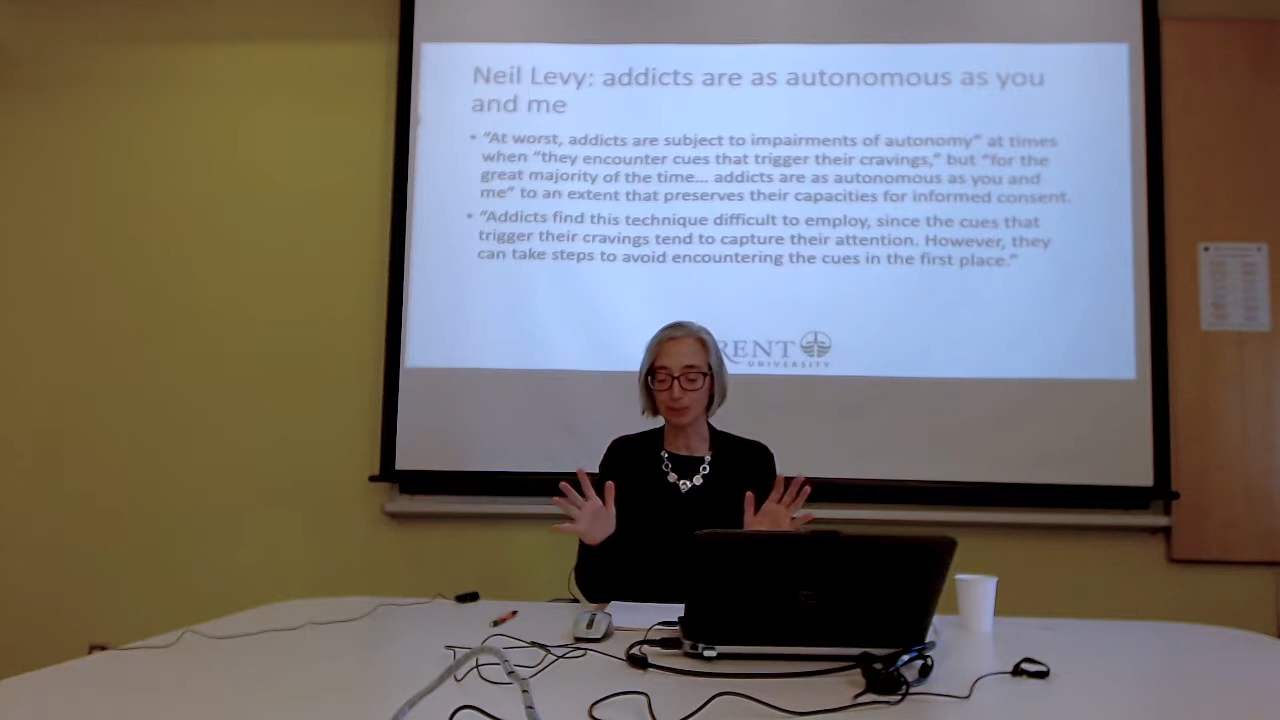 Neil Levy: addicts are as autonomous as you
and me
• “At worst, addicts are subject to impairments of autonomy” at times
when “they encounter cues that trigger their cravings,” but “for the
great majority of the time... addicts are as autonomous as you and
me” to an extent that preserves their capacities for informed consent.
• “Addicts find this technique difficult to employ, since the cues that
trigger their cravings tend to capture their attention. However, they
can take steps to avoid encountering the cues in the first place.”
RENT
UNIVERSITY